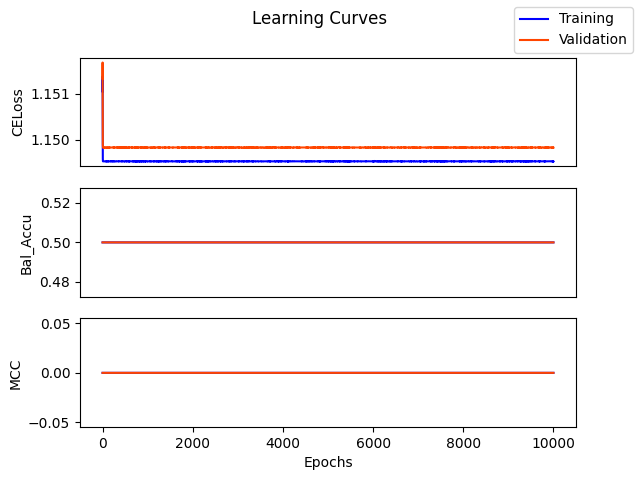 Learning Curves
Training
Validation
1.151
1.150
CELoss
0.52
0.50
0.48
Bal_Accu
0.05
0.00
−0.05
MCC
0 2000 4000 6000 8000 10000
Epochs